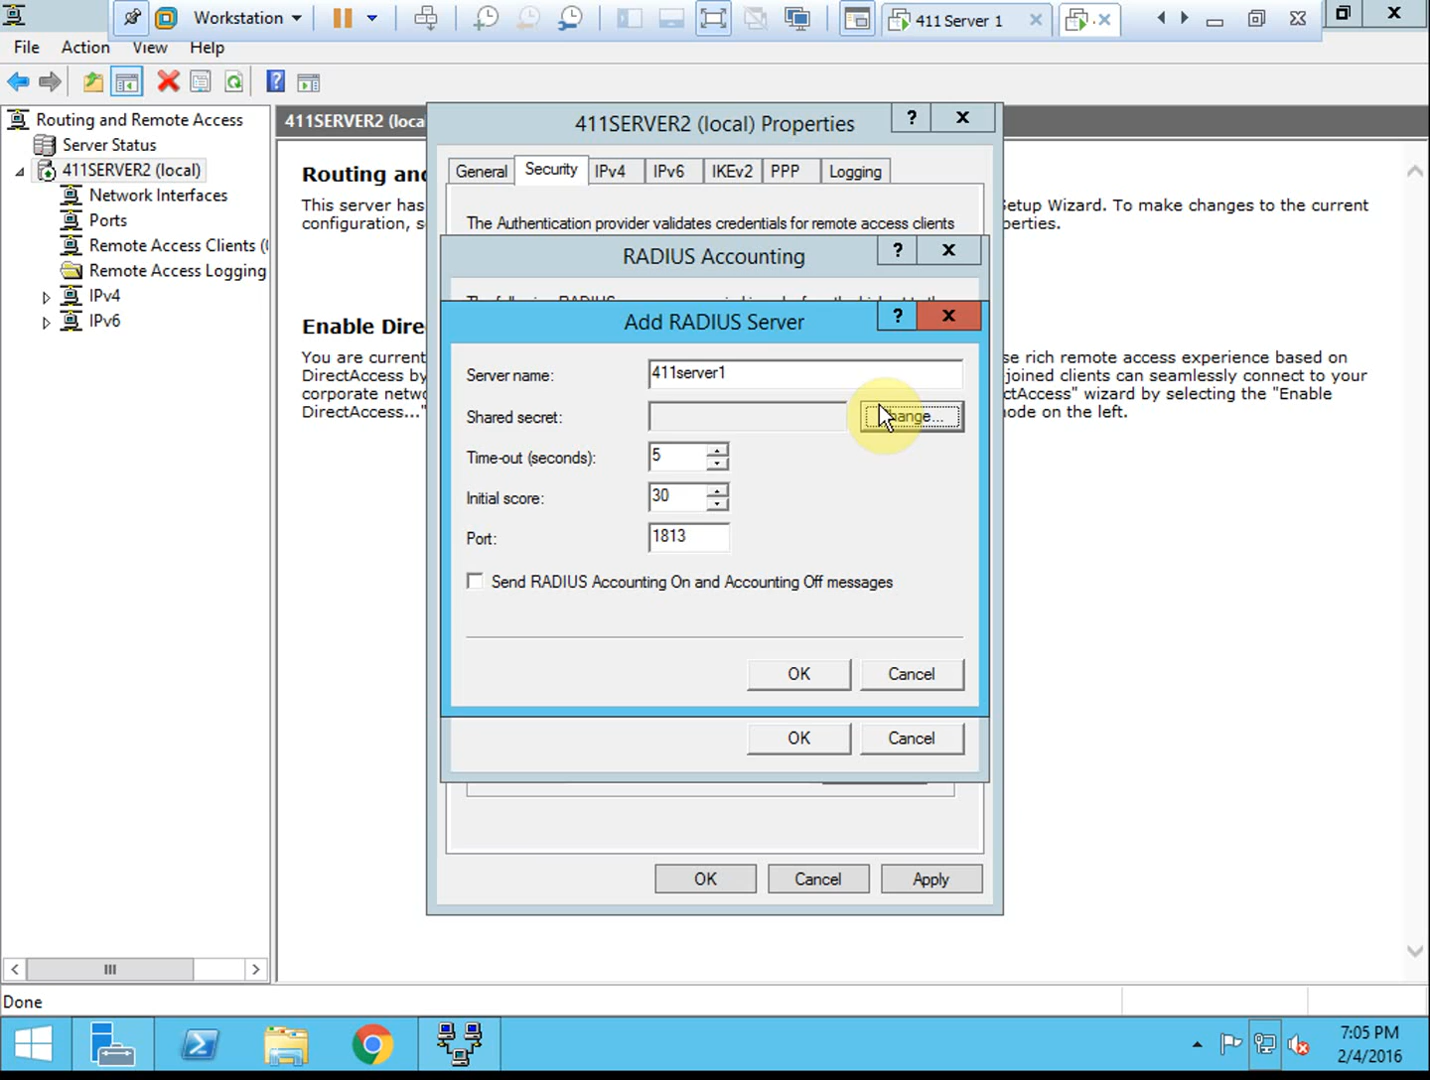 Workstation
411 Server 1
File Action View Help
Routing and Remote Access
Server Status
411SERVER2 (local)
Network Interfaces
Ports
Remote Access Clients (
Remote Access Logging
IPv4
IPv6
411SERVER2 (loca
Routing an
This server has
configuration, s
etup Wizard. To make changes to the current
perties.
Enable Dire
You are current
DirectAccess by
corporate netw
DirectAccess..."
se rich remote access experience based on
joined clients can seamlessly connect to your
ctAccess" wizard by selecting the "Enable
node on the left.
411SERVER2 (local) Properties
General Security IPv4 IPv6 IKEv2 PPP Logging
The Authentication provider validates credentials for remote access clients
RADIUS Accounting
Add RADIUS Server
Server name: 411server1
Shared secret: hange...
Time-out (seconds): 5
Initial score: 30
Port: 1813
Send RADIUS Accounting On and Accounting Off messages
OK Cancel
OK Cancel
OK Cancel Apply
Done
7:05 PM
2/4/2016